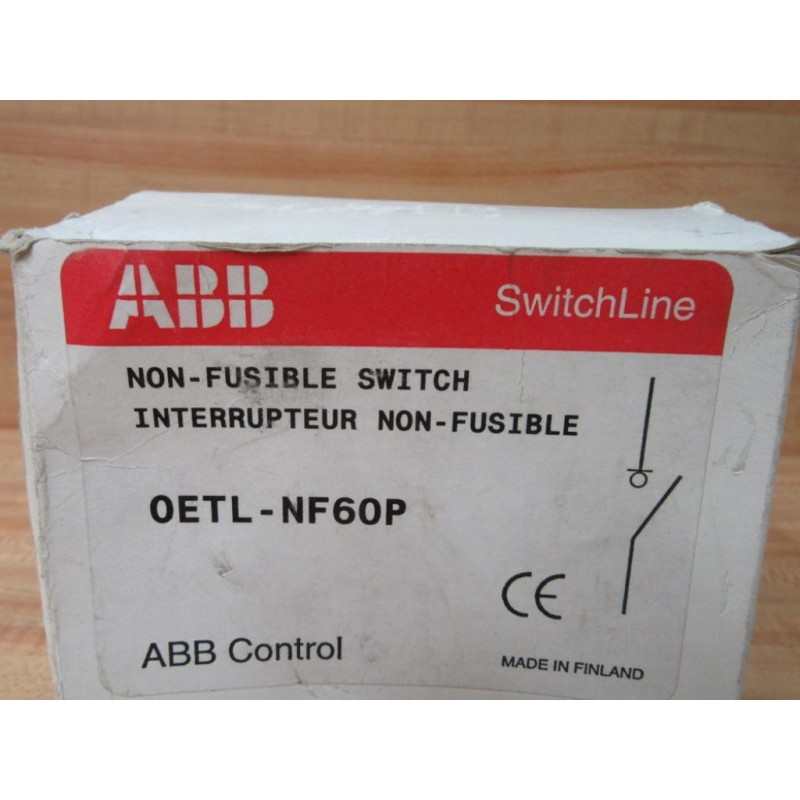 ABB SwitchLine
NON-FUSIBLE SWITCH
INTERRUPTEUR NON-FUSIBLE
OETL-NF60P
CE
ABB Control
MADE IN FINLAND